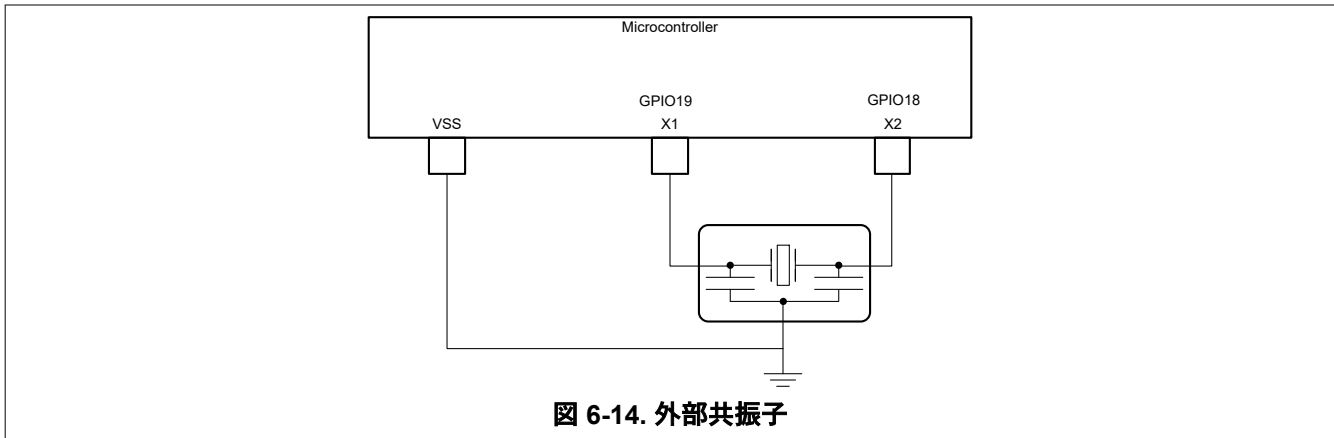 Microcontroller
GPIO19
GPIO18
VSS
X1
X2
図 6-14. 外部共振子